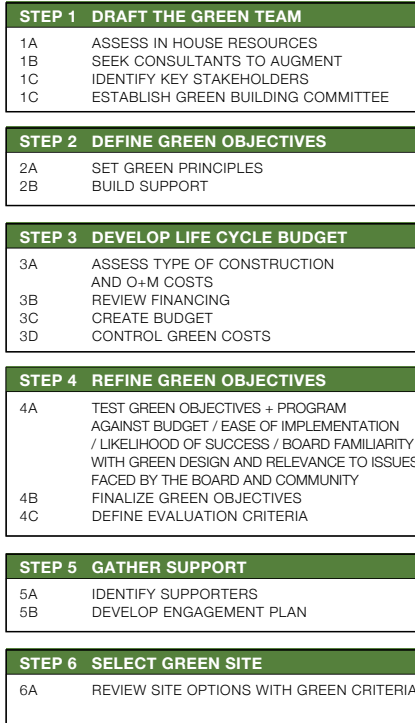 STEP 1 DRAFT THE GREEN TEAM
1A ASSESS IN HOUSE RESOURCES
1B SEEK CONSULTANTS TO AUGMENT
1C IDENTIFY KEY STAKEHOLDERS
1C ESTABLISH GREEN BUILDING COMMITTEE
STEP 2 DEFINE GREEN OBJECTIVES
2A SET GREEN PRINCIPLES
2B BUILD SUPPORT
STEP 3 DEVELOP LIFE CYCLE BUDGET
3A ASSESS TYPE OF CONSTRUCTION
AND O+M COSTS
3B REVIEW FINANCING
3C CREATE BUDGET
3D CONTROL GREEN COSTS
STEP 4 REFINE GREEN OBJECTIVES
4A TEST GREEN OBJECTIVES + PROGRAM
AGAINST BUDGET / EASE OF IMPLEMENTATION
/ LIKELIHOOD OF SUCCESS / BOARD FAMILIARITY
WITH GREEN DESIGN AND RELEVANCE TO ISSUES
FACED BY THE BOARD AND COMMUNITY
4B FINALIZE GREEN OBJECTIVES
4C DEFINE EVALUATION CRITERIA
STEP 5 GATHER SUPPORT
5A IDENTIFY SUPPORTERS
5B DEVELOP ENGAGEMENT PLAN
STEP 6 SELECT GREEN SITE
6A REVIEW SITE OPTIONS WITH GREEN CRITERIA